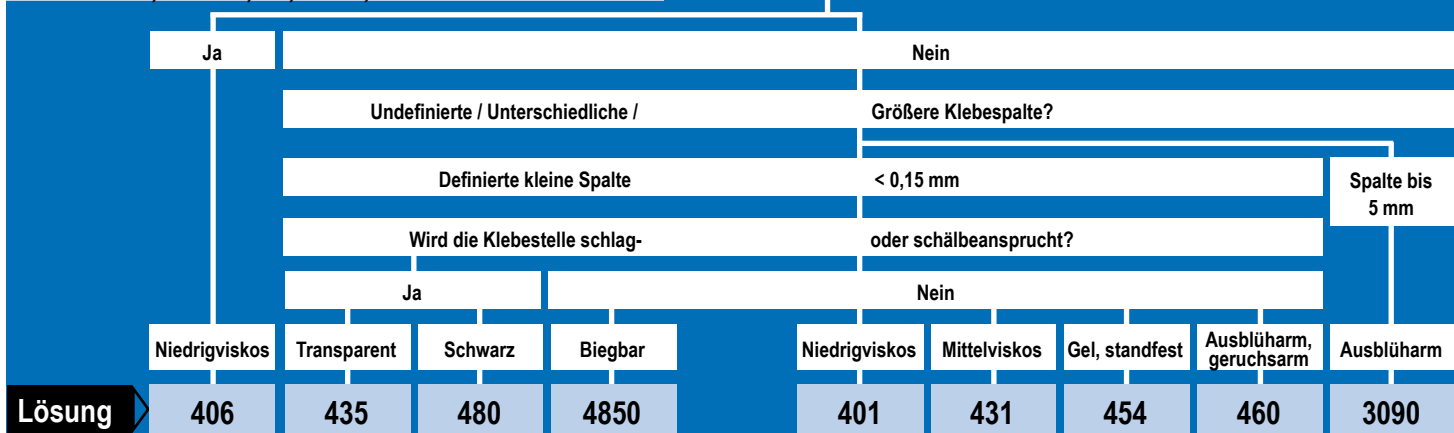 Ja
Nein
Undefinierte / Unterschiedliche / Größere Klebespalte?
Definierte kleine Spalte < 0,15 mm
Spalte bis
5 mm
Wird die Klebestelle schlag- oder schälbeansprucht?
Ja
Nein
Niedrigviskos
Transparent
Schwarz
Biegbar
Niedrigviskos
Mittelviskos
Gel, standfest
Ausblüharm,
geruchsarm
Ausblüharm
Lösung
406
435
480
4850
401
431
454
460
3090